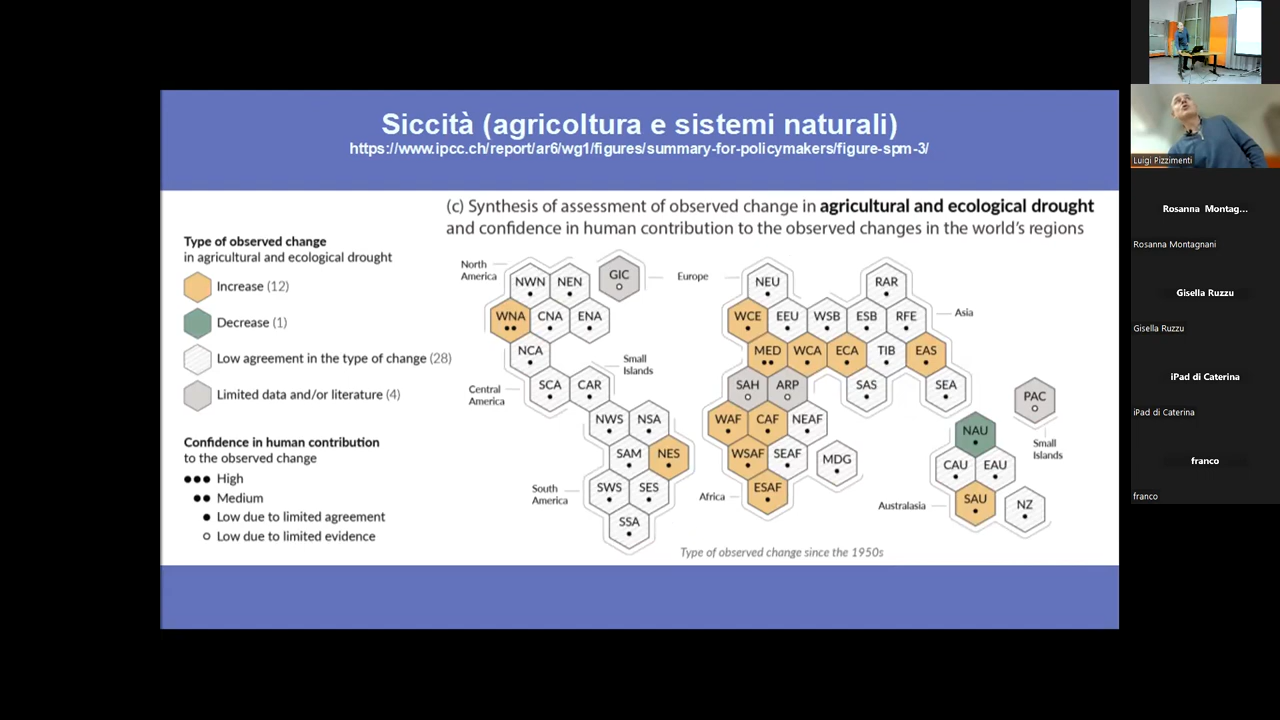 Siccità (agricoltura e sistemi naturali)
https://www.ipcc.ch/report/ar6/wg1/figures/summary-for-policymakers/figure-spm-3/
(c) Synthesis of assessment of observed change in agricultural and ecological drought
and confidence in human contribution to the observed changes in the world's regions
Type of observed change
in agricultural and ecological drought
Increase (12)
Decrease (1)
Low agreement in the type of change (28)
Limited data and/or literature (4)
Confidence in human contribution
to the observed change
High
Medium
Low due to limited agreement
Low due to limited evidence
North
America
GIC
NWN NEN
WNA CNA ENA
NCA
Small
Islands
Central
America
SCA CAR
NWS NSA
SAM NES
South
America
SWS SES
SSA
Europe
NEU
RAR
WCE EEU WSB ESB RFE
Asia
MED WCA ECA TIB EAS
SAH ARP SAS SEA
WAF CAF NEAF
WSAF SEAF MDG
Africa
ESAF
PAC
Small
Islands
NAU
CAU EAU
Australasia
SAU NZ
Type of observed change since the 1950s
Luigi Pizzimenti
Rosanna Montag...
Rosanna Montagnani
Gisella Ruzzu
Gisella Ruzzu
iPad di Caterina
iPad di Caterina
franco
franco